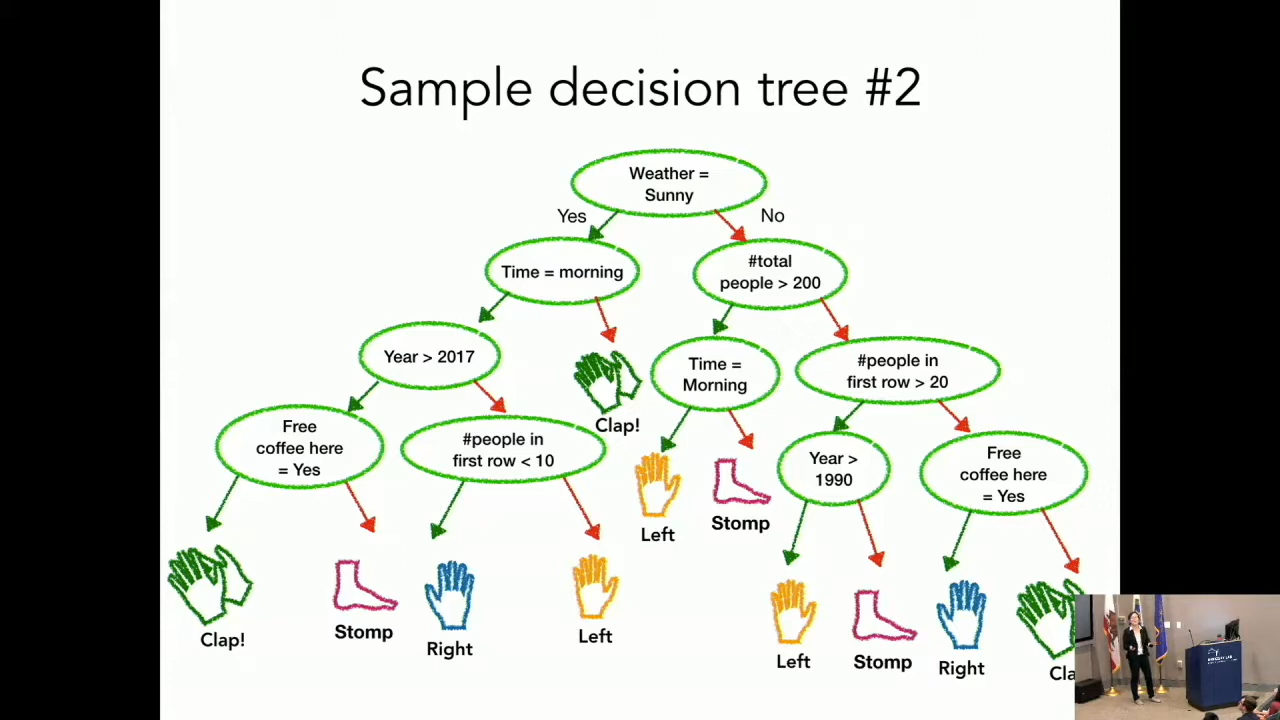 Sample decision tree #2
Weather =
Sunny
Yes
No
Time = morning
#total
people > 200
Year > 2017
Clap!
Time =
Morning
#people in
first row > 20
Free
coffee here
= Yes
#people in
first row < 10
Left
Stomp
Year >
1990
Free
coffee here
= Yes
Clap!
Stomp
Right
Left
Left
Stomp
Right
Cla